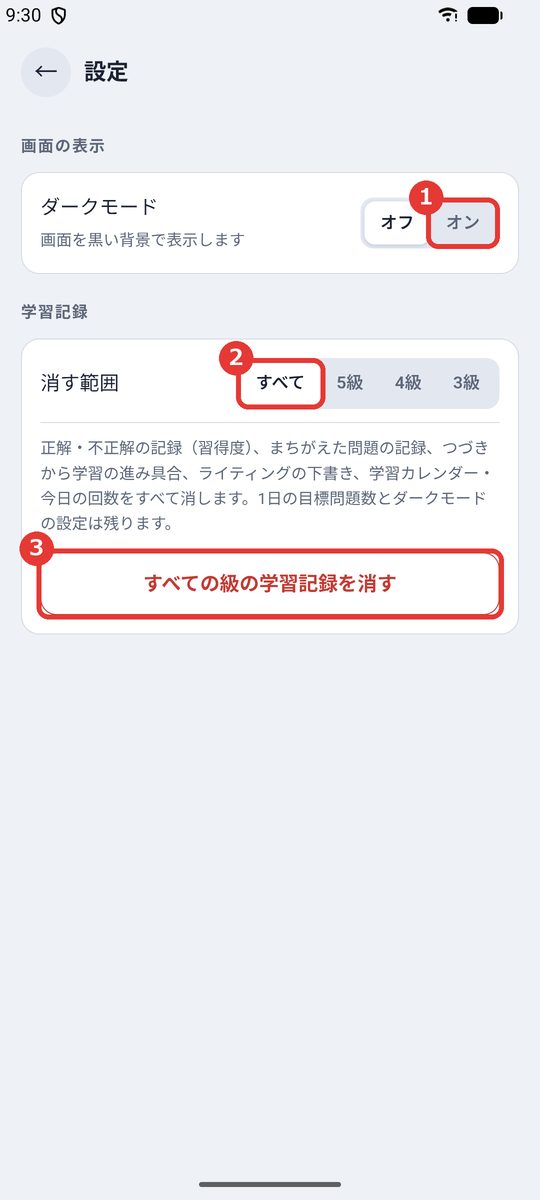 9:30
← 設定
画面の表示
ダークモード
画面を黒い背景で表示します
オフ
1
オン
学習記録
消す範囲
2
すべて
5級
4級
3級
正解・不正解の記録（習得度）、まちがえた問題の記録、つづき
から学習の進み具合、ライティングの下書き、学習カレンダー・
今日の回数をすべて消します。1日の目標問題数とダークモード
の設定は残ります。
3
すべての級の学習記録を消す